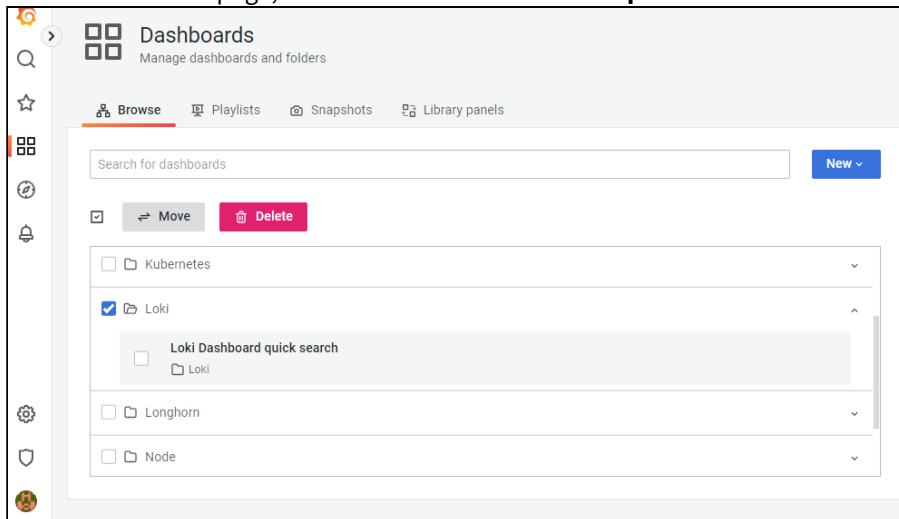 Dashboards
Manage dashboards and folders
Browse Playlists Snapshots Library panels
Search for dashboards
New
Move Delete
Kubernetes
Loki
Loki Dashboard quick search
Loki
Longhorn
Node